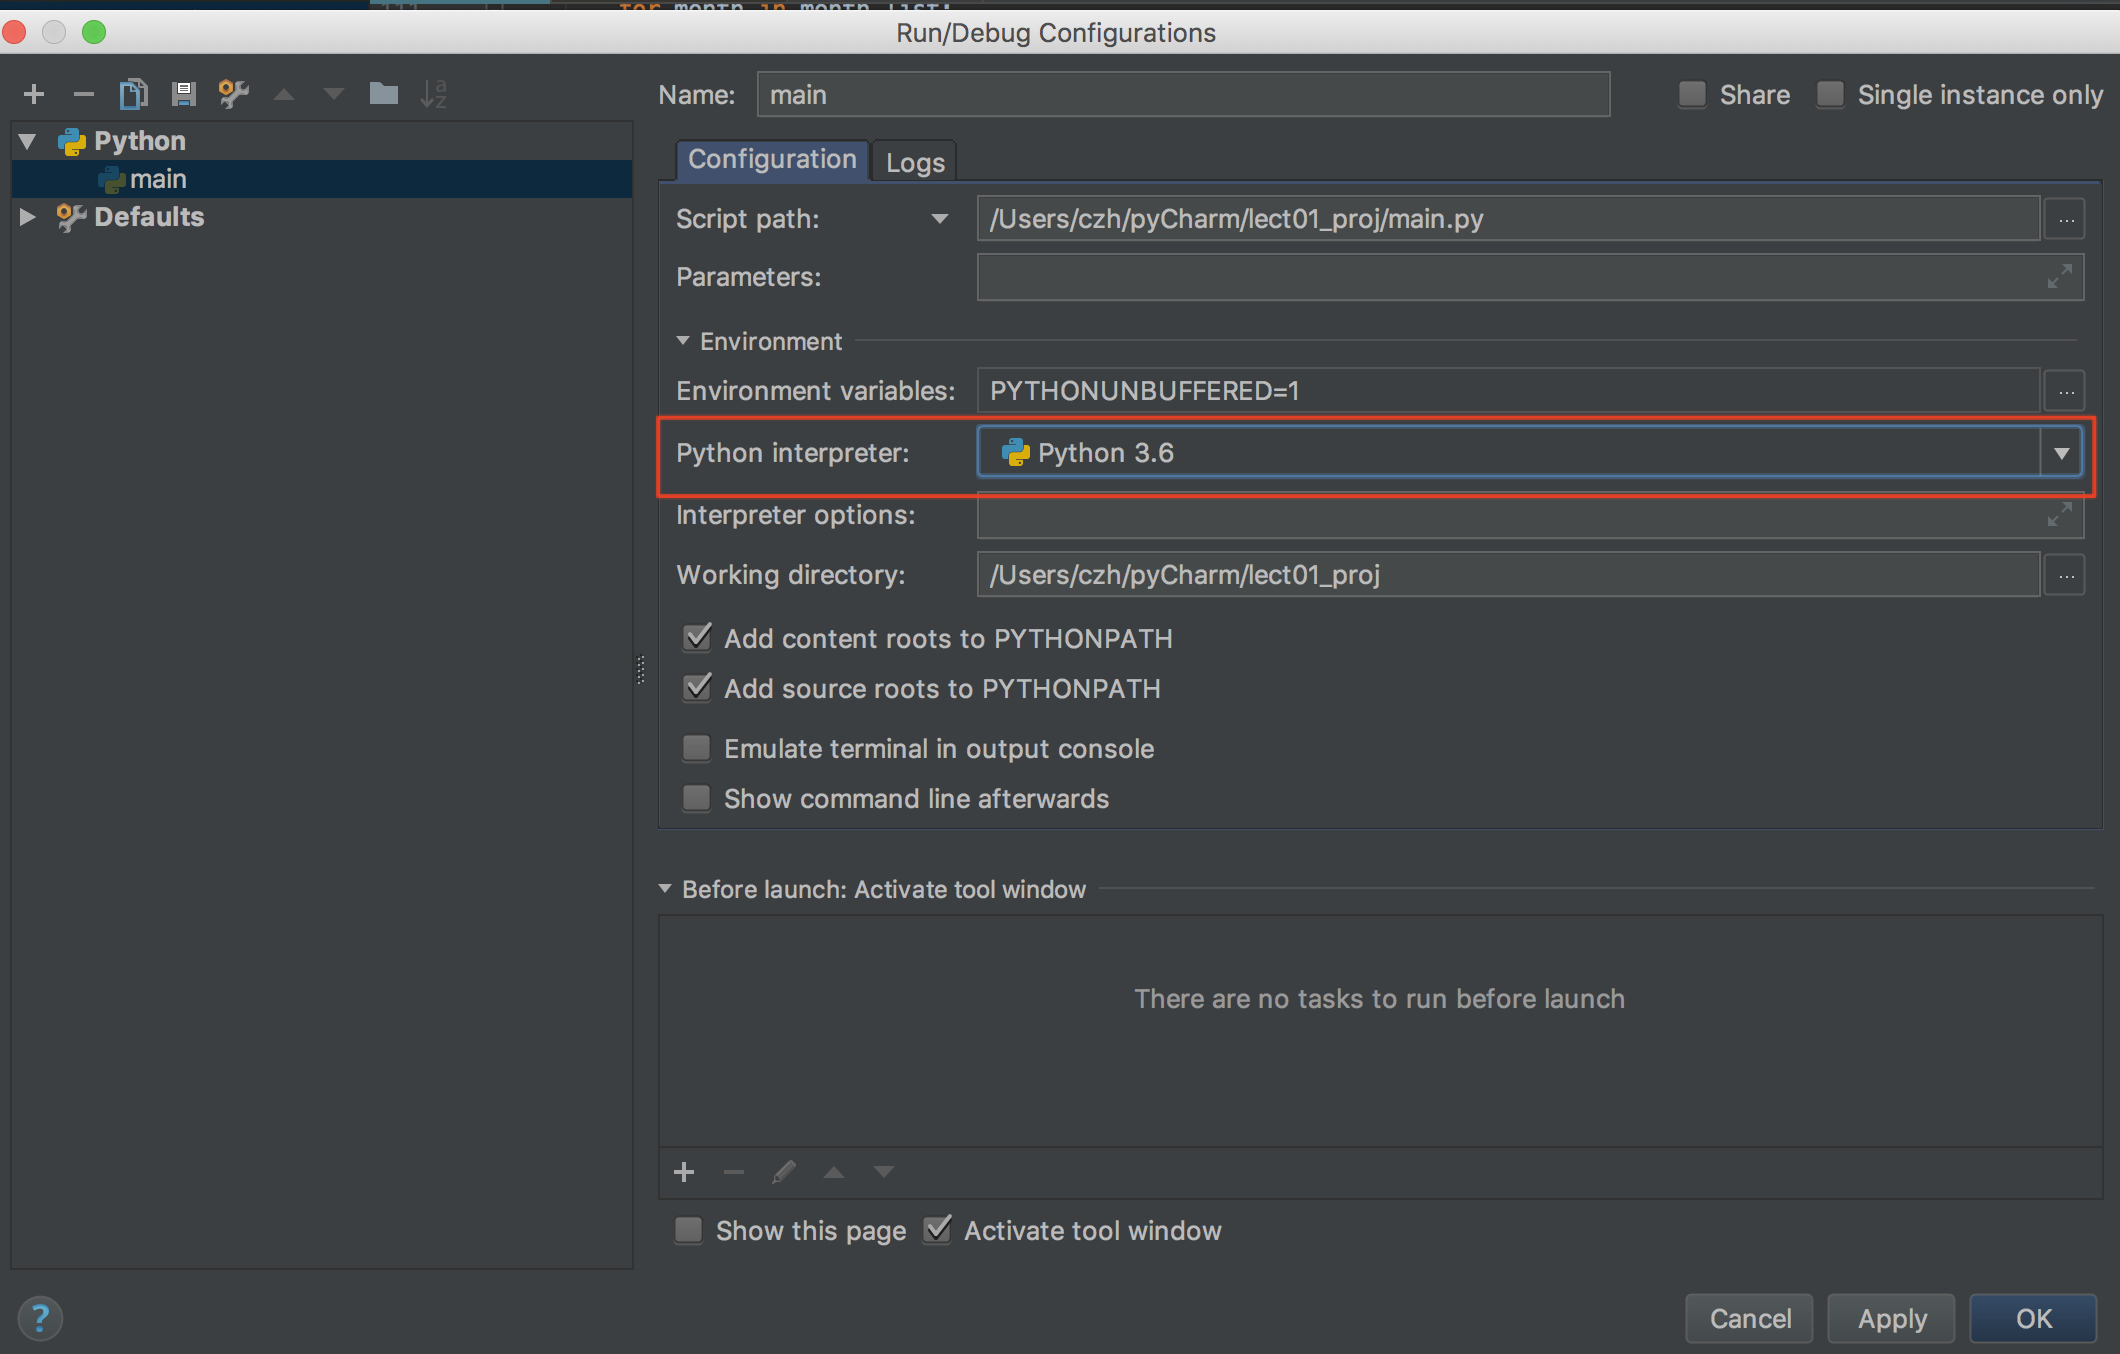 for month in month_list:
Run/Debug Configurations
Name: main Share Single instance only
Python
main
Defaults
Configuration Logs
Script path: /Users/czh/pyCharm/lect01_proj/main.py ...
Parameters:
Environment
Environment variables: PYTHONUNBUFFERED=1 ...
Python interpreter: Python 3.6
Interpreter options:
Working directory: /Users/czh/pyCharm/lect01_proj ...
Add content roots to PYTHONPATH
Add source roots to PYTHONPATH
Emulate terminal in output console
Show command line afterwards
Before launch: Activate tool window
There are no tasks to run before launch
Show this page Activate tool window
? Cancel Apply OK